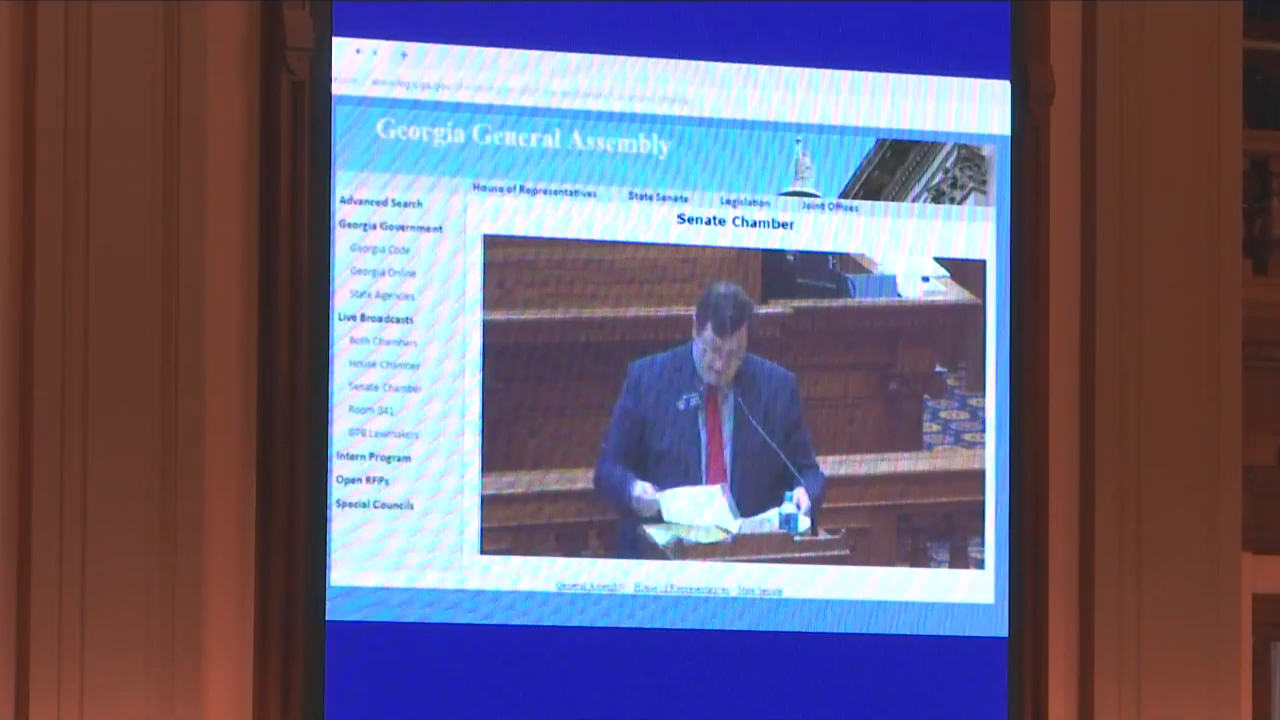 Georgia General Assembly
House of Representatives State Senate Legislation Joint Offices
Senate Chamber
Advanced Search
Georgia Government
Georgia Code
Georgia Online
State Agencies
Live Broadcasts
Both Chambers
House Chamber
Senate Chamber
Room 341
GPB Lawmakers
Intern Program
Open RFPs
Special Councils
General Assembly House of Representatives State Senate